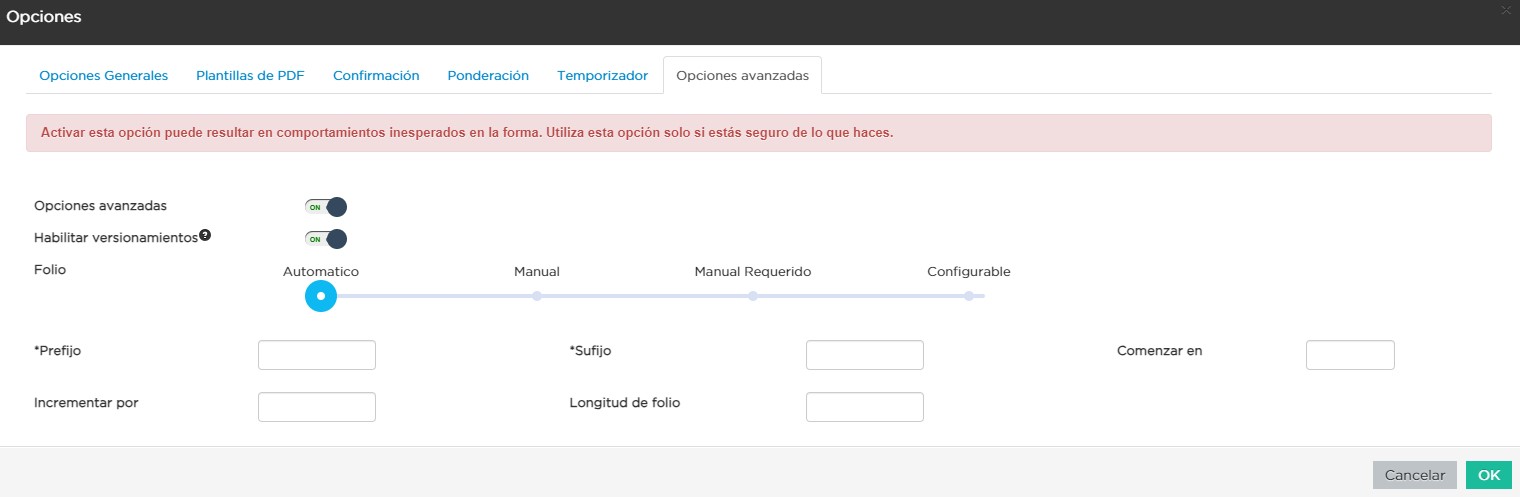 Opciones
Opciones Generales Plantillas de PDF Confirmación Ponderación Temporizador Opciones avanzadas
Activar esta opción puede resultar en comportamientos inesperados en la forma. Utiliza esta opción solo si estás seguro de lo que haces.
Opciones avanzadas ON
Habilitar versionamientos? ON
Folio Automatico Manual Manual Requerido Configurable
*Prefijo *Sufijo Comenzar en
Incrementar por Longitud de folio
Cancelar OK